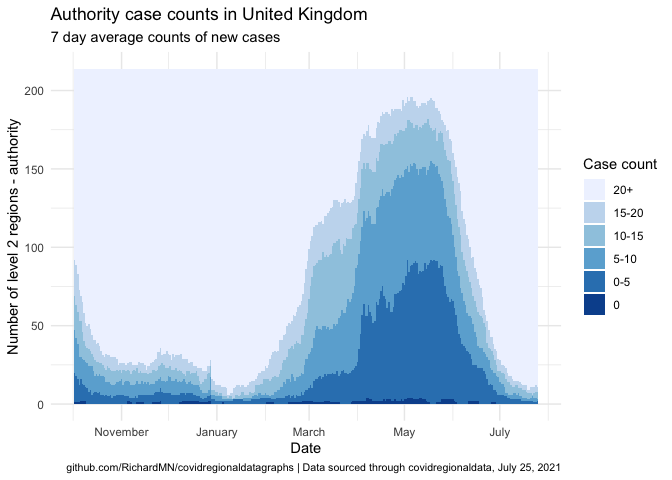 Authority case counts in United Kingdom
7 day average counts of new cases
Number of level 2 regions - authority
200
150
100
50
0
November
January
March
May
July
Date
Case count
20+
15-20
10-15
5-10
0-5
0
github.com/RichardMN/covidregionaldatagraphs | Data sourced through covidregionaldata, July 25, 2021